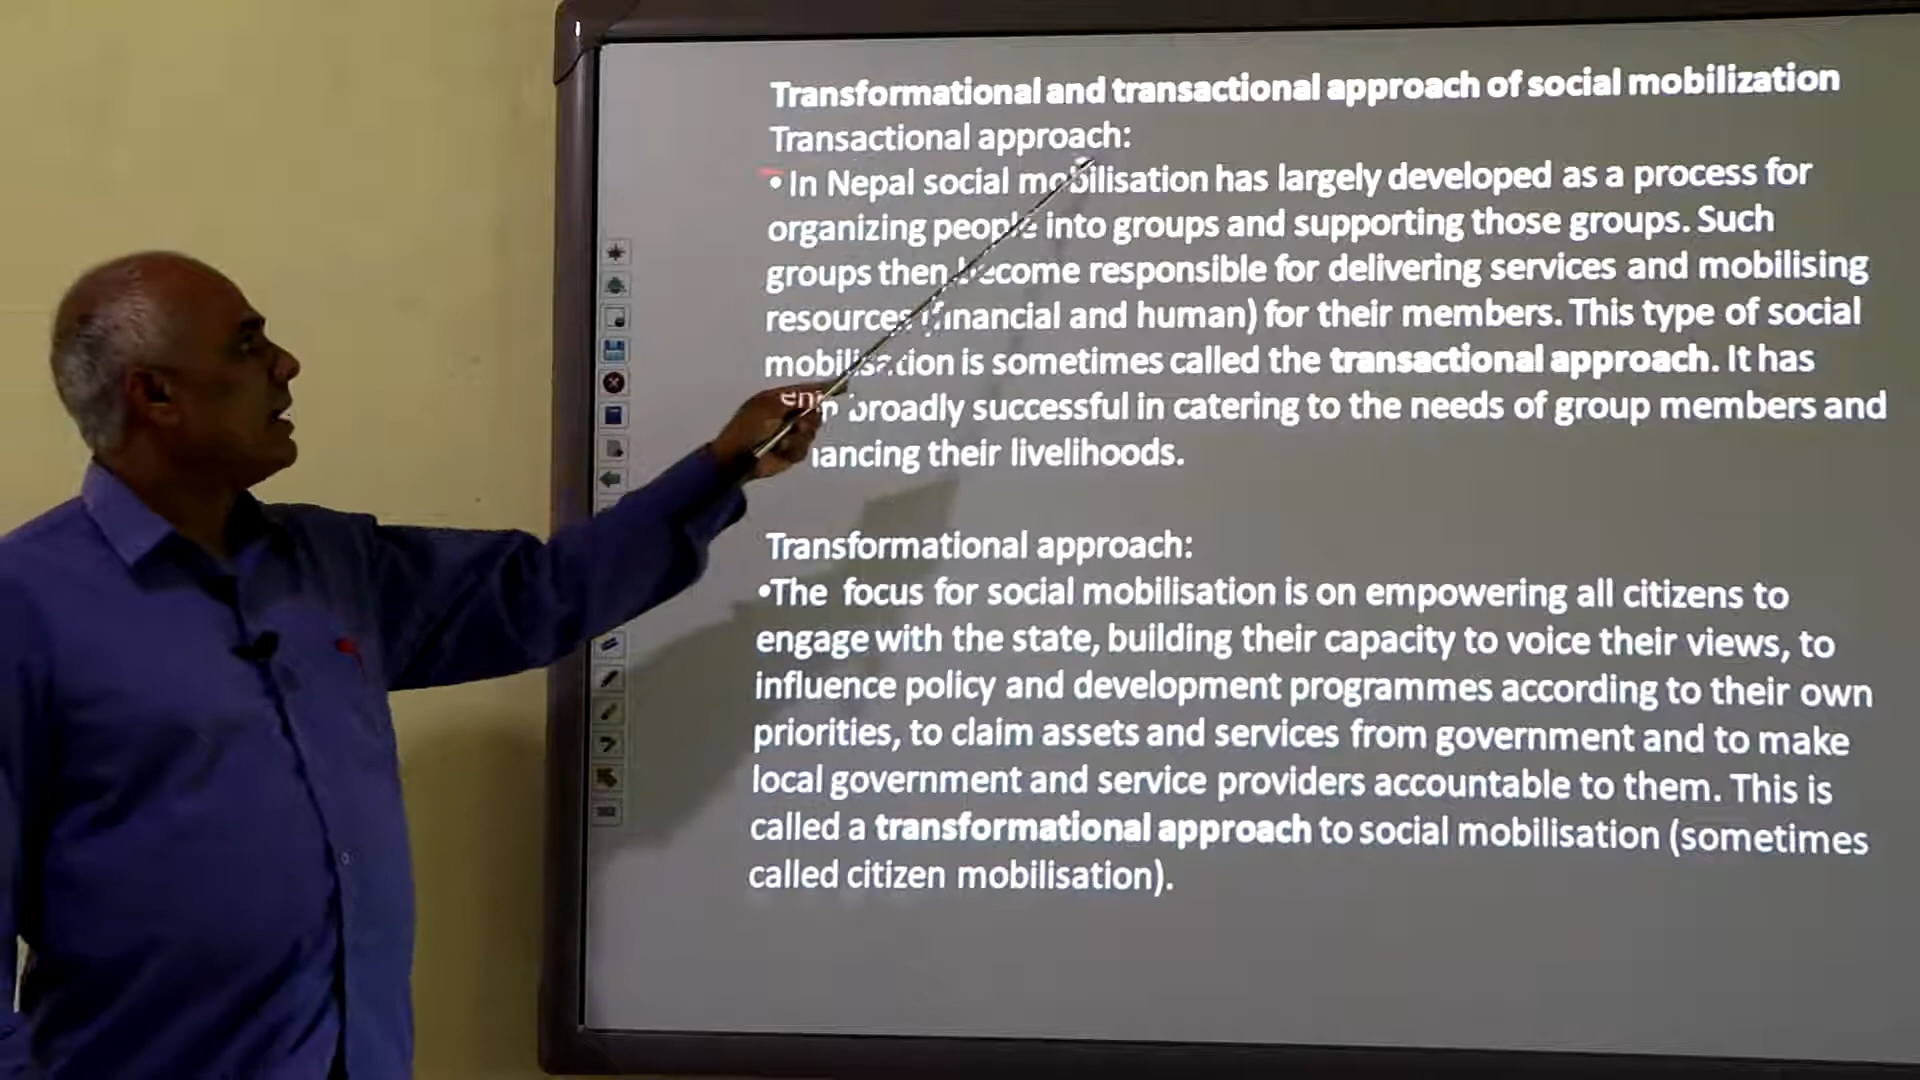 Transformational and transactional approach of social mobilization
Transactional approach:
• In Nepal social mobilisation has largely developed as a process for
organizing people into groups and supporting those groups. Such
groups then become responsible for delivering services and mobilising
resources (financial and human) for their members. This type of social
mobilisation is sometimes called the transactional approach. It has
broadly successful in catering to the needs of group members and
their livelihoods.
Transformational approach:
•The focus for social mobilisation is on empowering all citizens to
engage with the state, building their capacity to voice their views, to
influence policy and development programmes according to their own
priorities, to claim assets and services from government and to make
local government and service providers accountable to them. This is
called a transformational approach to social mobilisation (sometimes
called citizen mobilisation).